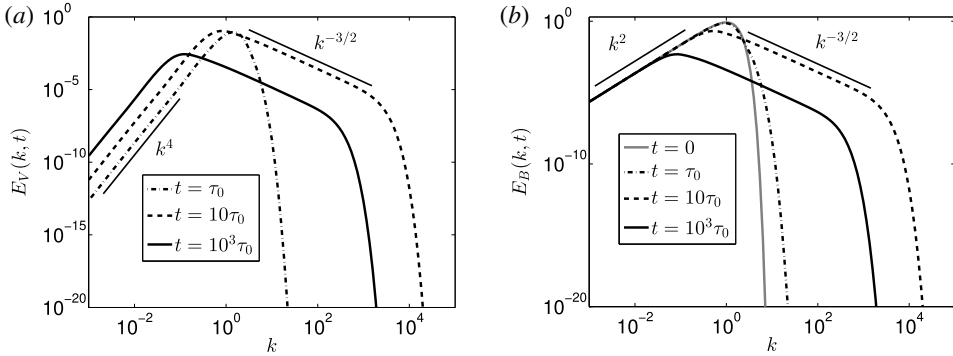 (a)
10^0
10^{-5}
10^{-10}
10^{-15}
10^{-20}
E_V(k, t)
k^{-3/2}
k^4
t = τ_0
t = 10τ_0
t = 10^3τ_0
10^{-2} 10^0 10^2 10^4
k
(b)
10^0
10^{-10}
10^{-20}
E_B(k, t)
k^2
k^{-3/2}
t = 0
t = τ_0
t = 10τ_0
t = 10^3τ_0
10^{-2} 10^0 10^2 10^4
k